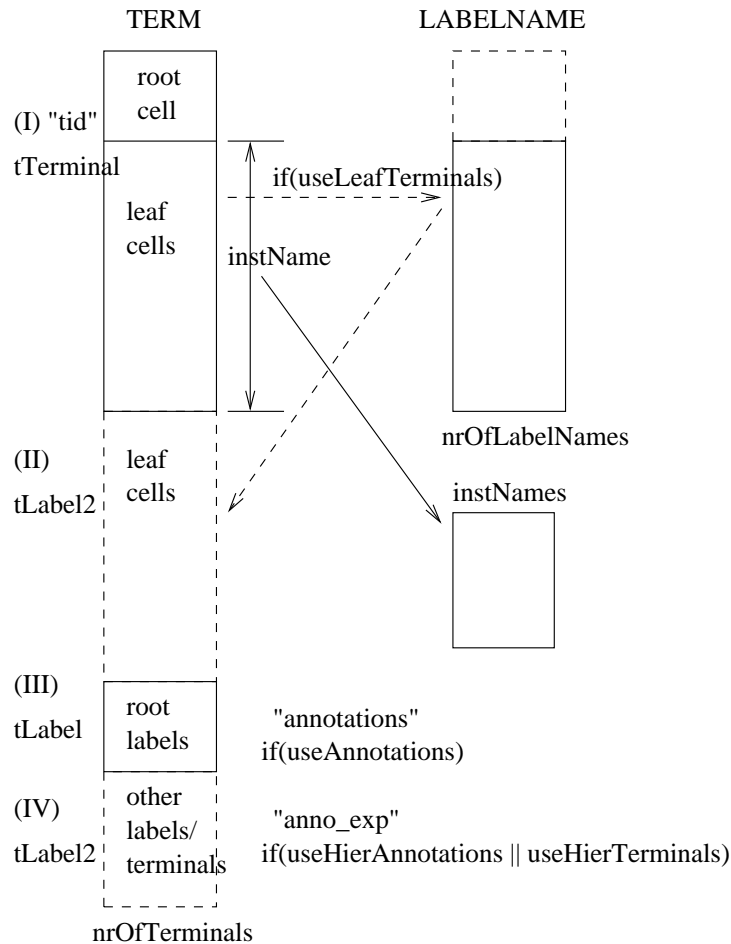 TERM
LABELNAME
root
cell
(I) "tid"
tTerminal
if(useLeafTerminals)
leaf
cells
instName
nrOfLabelNames
(II)
tLabel2
leaf
cells
instNames
(III)
tLabel
root
labels
"annotations"
if(useAnnotations)
(IV)
tLabel2
other
labels/
terminals
"anno_exp"
if(useHierAnnotations || useHierTerminals)
nrOfTerminals